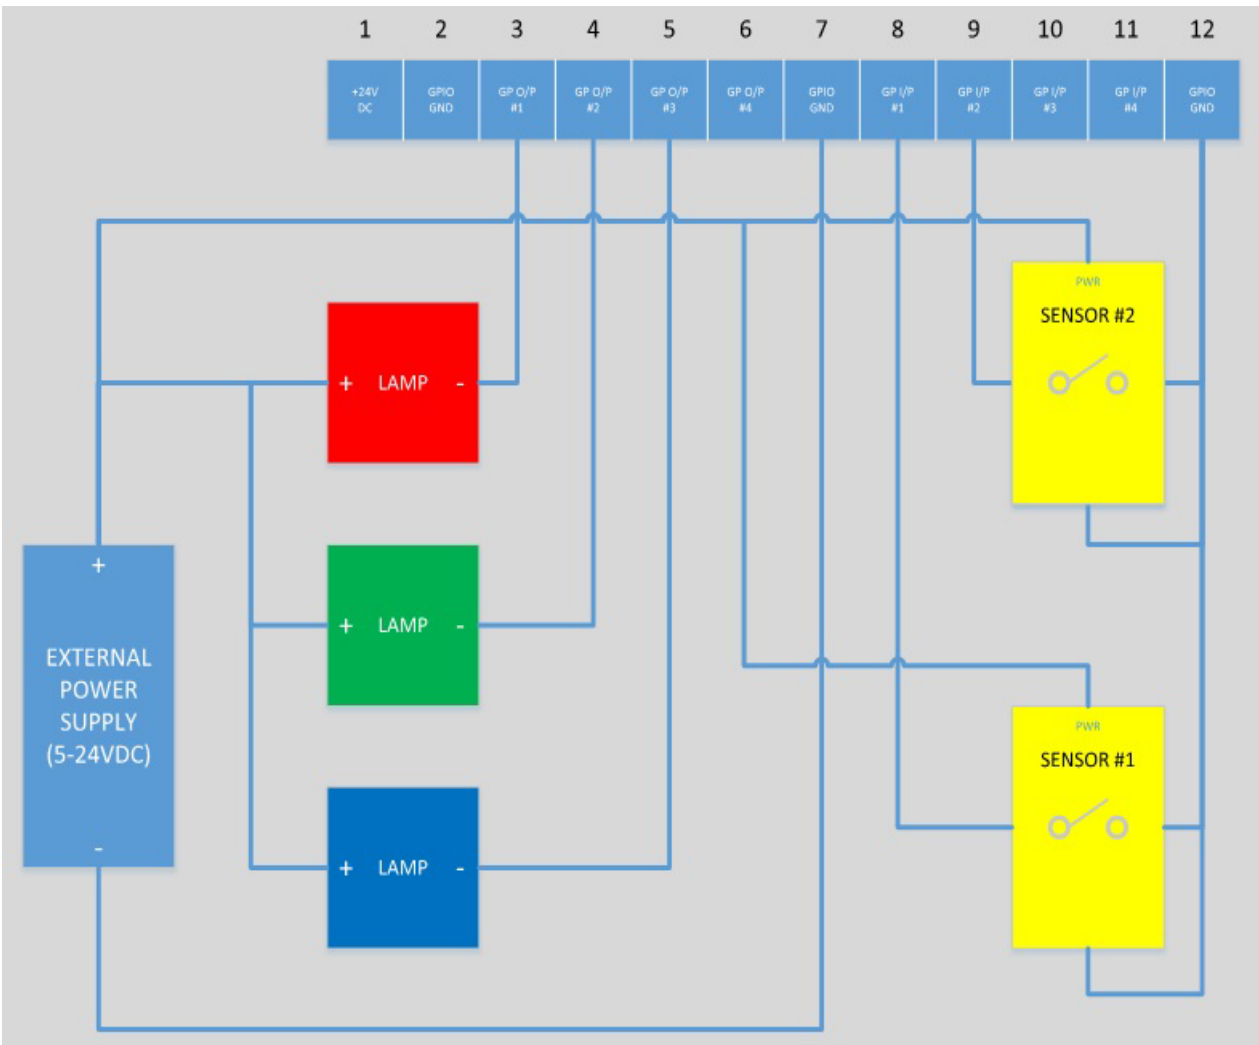 1 2 3 4 5 6 7 8 9 10 11 12
+24V GPIO GP O/P GP O/P GP O/P GP O/P GPIO GP I/P GP I/P GP I/P GP I/P GPIO
DC GND #1 #2 #3 #4 GND #1 #2 #3 #4 GND
PWR
SENSOR #2
+ LAMP -
+
+ LAMP -
EXTERNAL
POWER
SUPPLY
(5-24VDC)
-
PWR
SENSOR #1
+ LAMP -